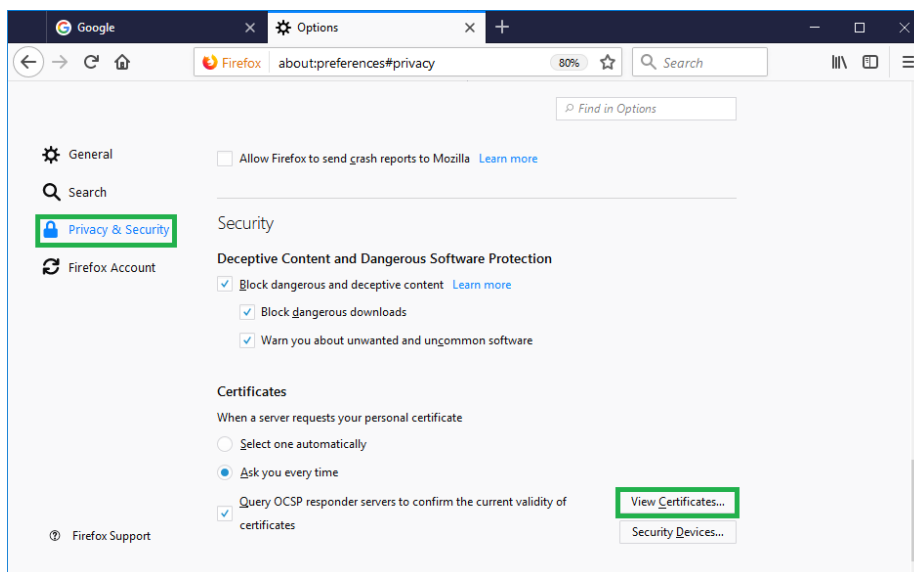 Google
Options
Firefox about:preferences#privacy 80% Search
Find in Options
General
Search
Privacy & Security
Firefox Account
Firefox Support
Allow Firefox to send crash reports to Mozilla Learn more
Security
Deceptive Content and Dangerous Software Protection
Block dangerous and deceptive content Learn more
Block dangerous downloads
Warn you about unwanted and uncommon software
Certificates
When a server requests your personal certificate
Select one automatically
Ask you every time
Query OCSP responder servers to confirm the current validity of
certificates
View Certificates...
Security Devices...